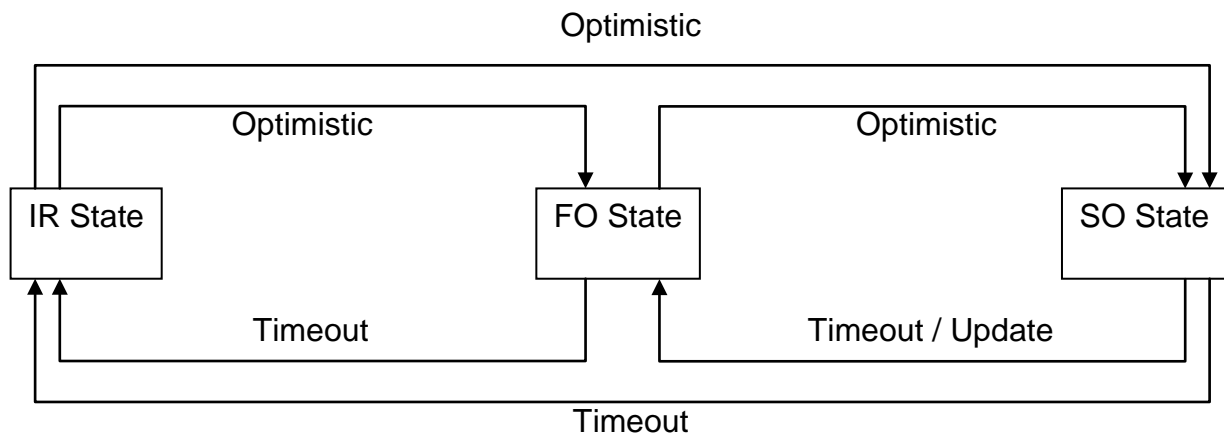 Optimistic
Optimistic
Optimistic
IR State
FO State
SO State
Timeout
Timeout / Update
Timeout